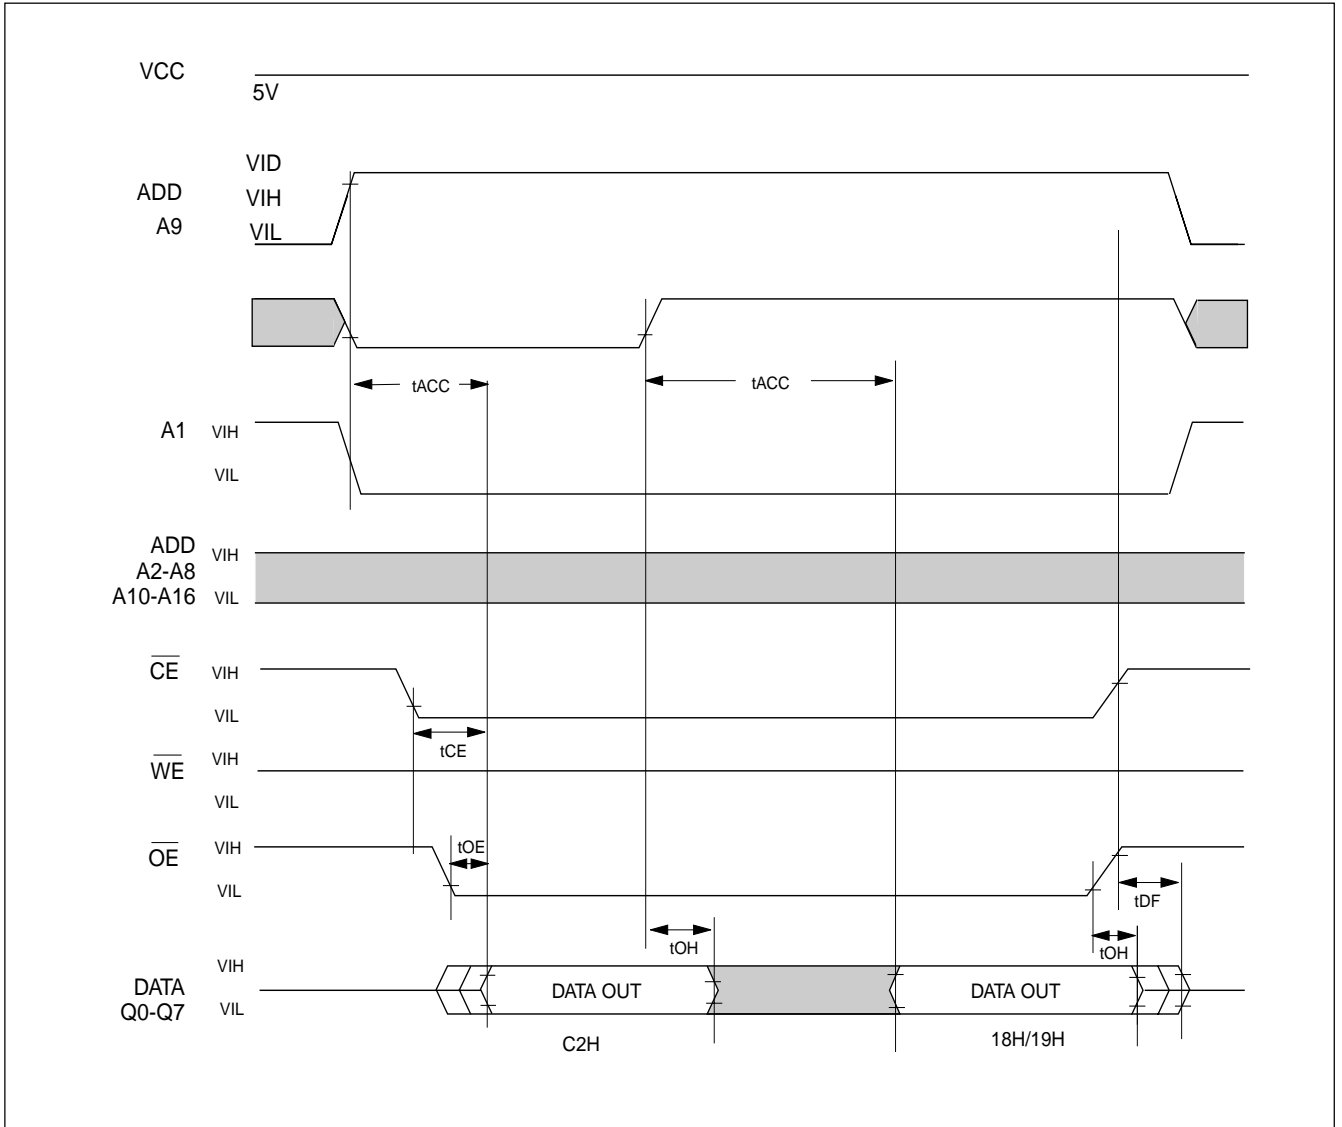 VCC
5V
VID
ADD VIH
A9 VIL
tACC tACC
A1 VIH
VIL
ADD VIH
A2-A8
A10-A16 VIL
CE VIH
VIL
tCE
WE VIH
VIL
OE VIH tOE
VIL
tDF
tOH tOH
VIH
DATA DATA OUT DATA OUT
Q0-Q7 VIL
C2H 18H/19H